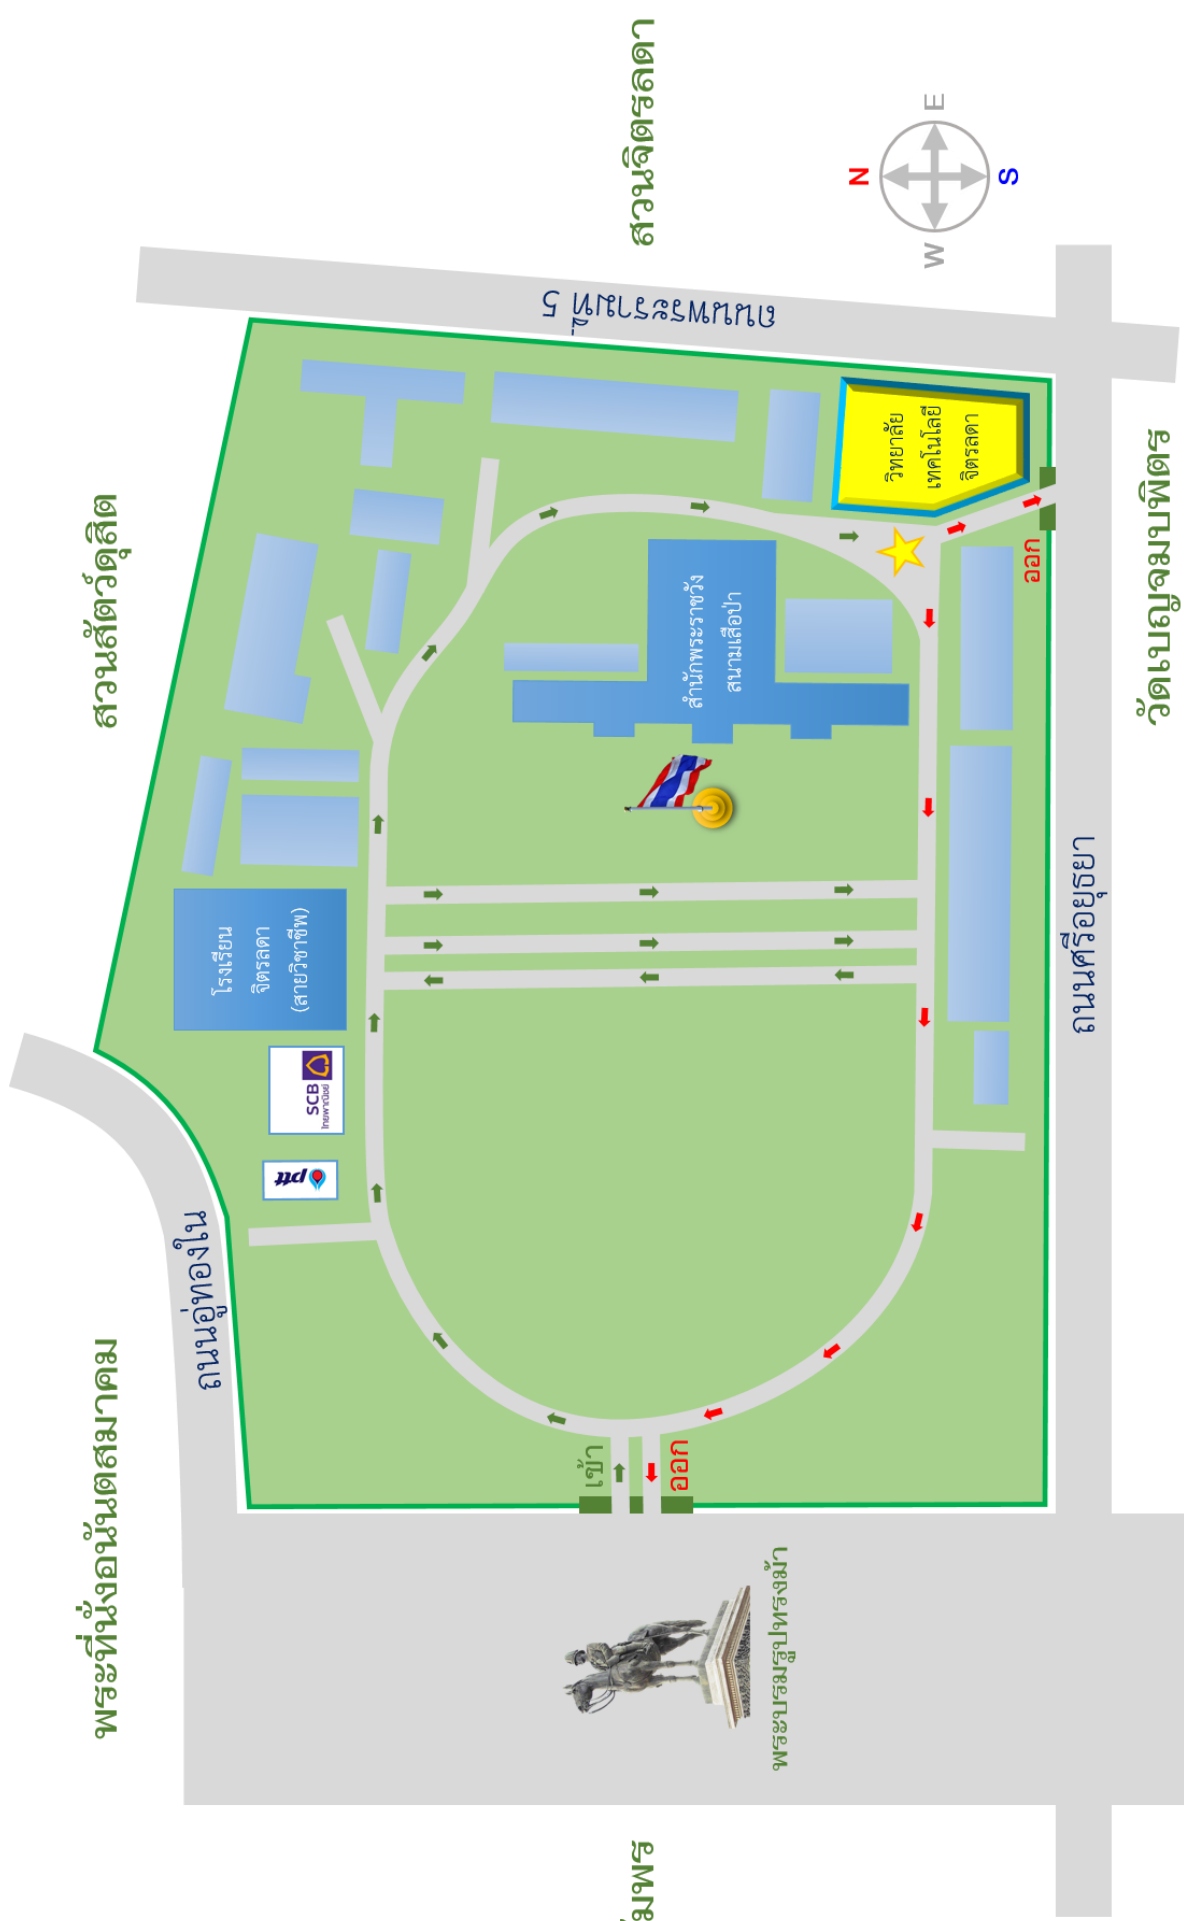 สวนจิตรลดา
E
N
S
W
ถนนพระรามที่ 5
วิทยาลัย
เทคโนโลยี
จิตรลดา
ออก
วัดเบญจมบพิตร
สวนสัตว์ดุสิต
สำนักพระราชวัง
สนามเสือป่า
โรงเรียน
จิตรลดา
(สายวิชาชีพ)
SCB
ไทยพาณิชย์
ptt
ถนนศรีอยุธยา
ถนนอู่ทองใน
พระที่นั่งอนันตสมาคม
เข้า
ออก
พระบรมรูปทรงม้า